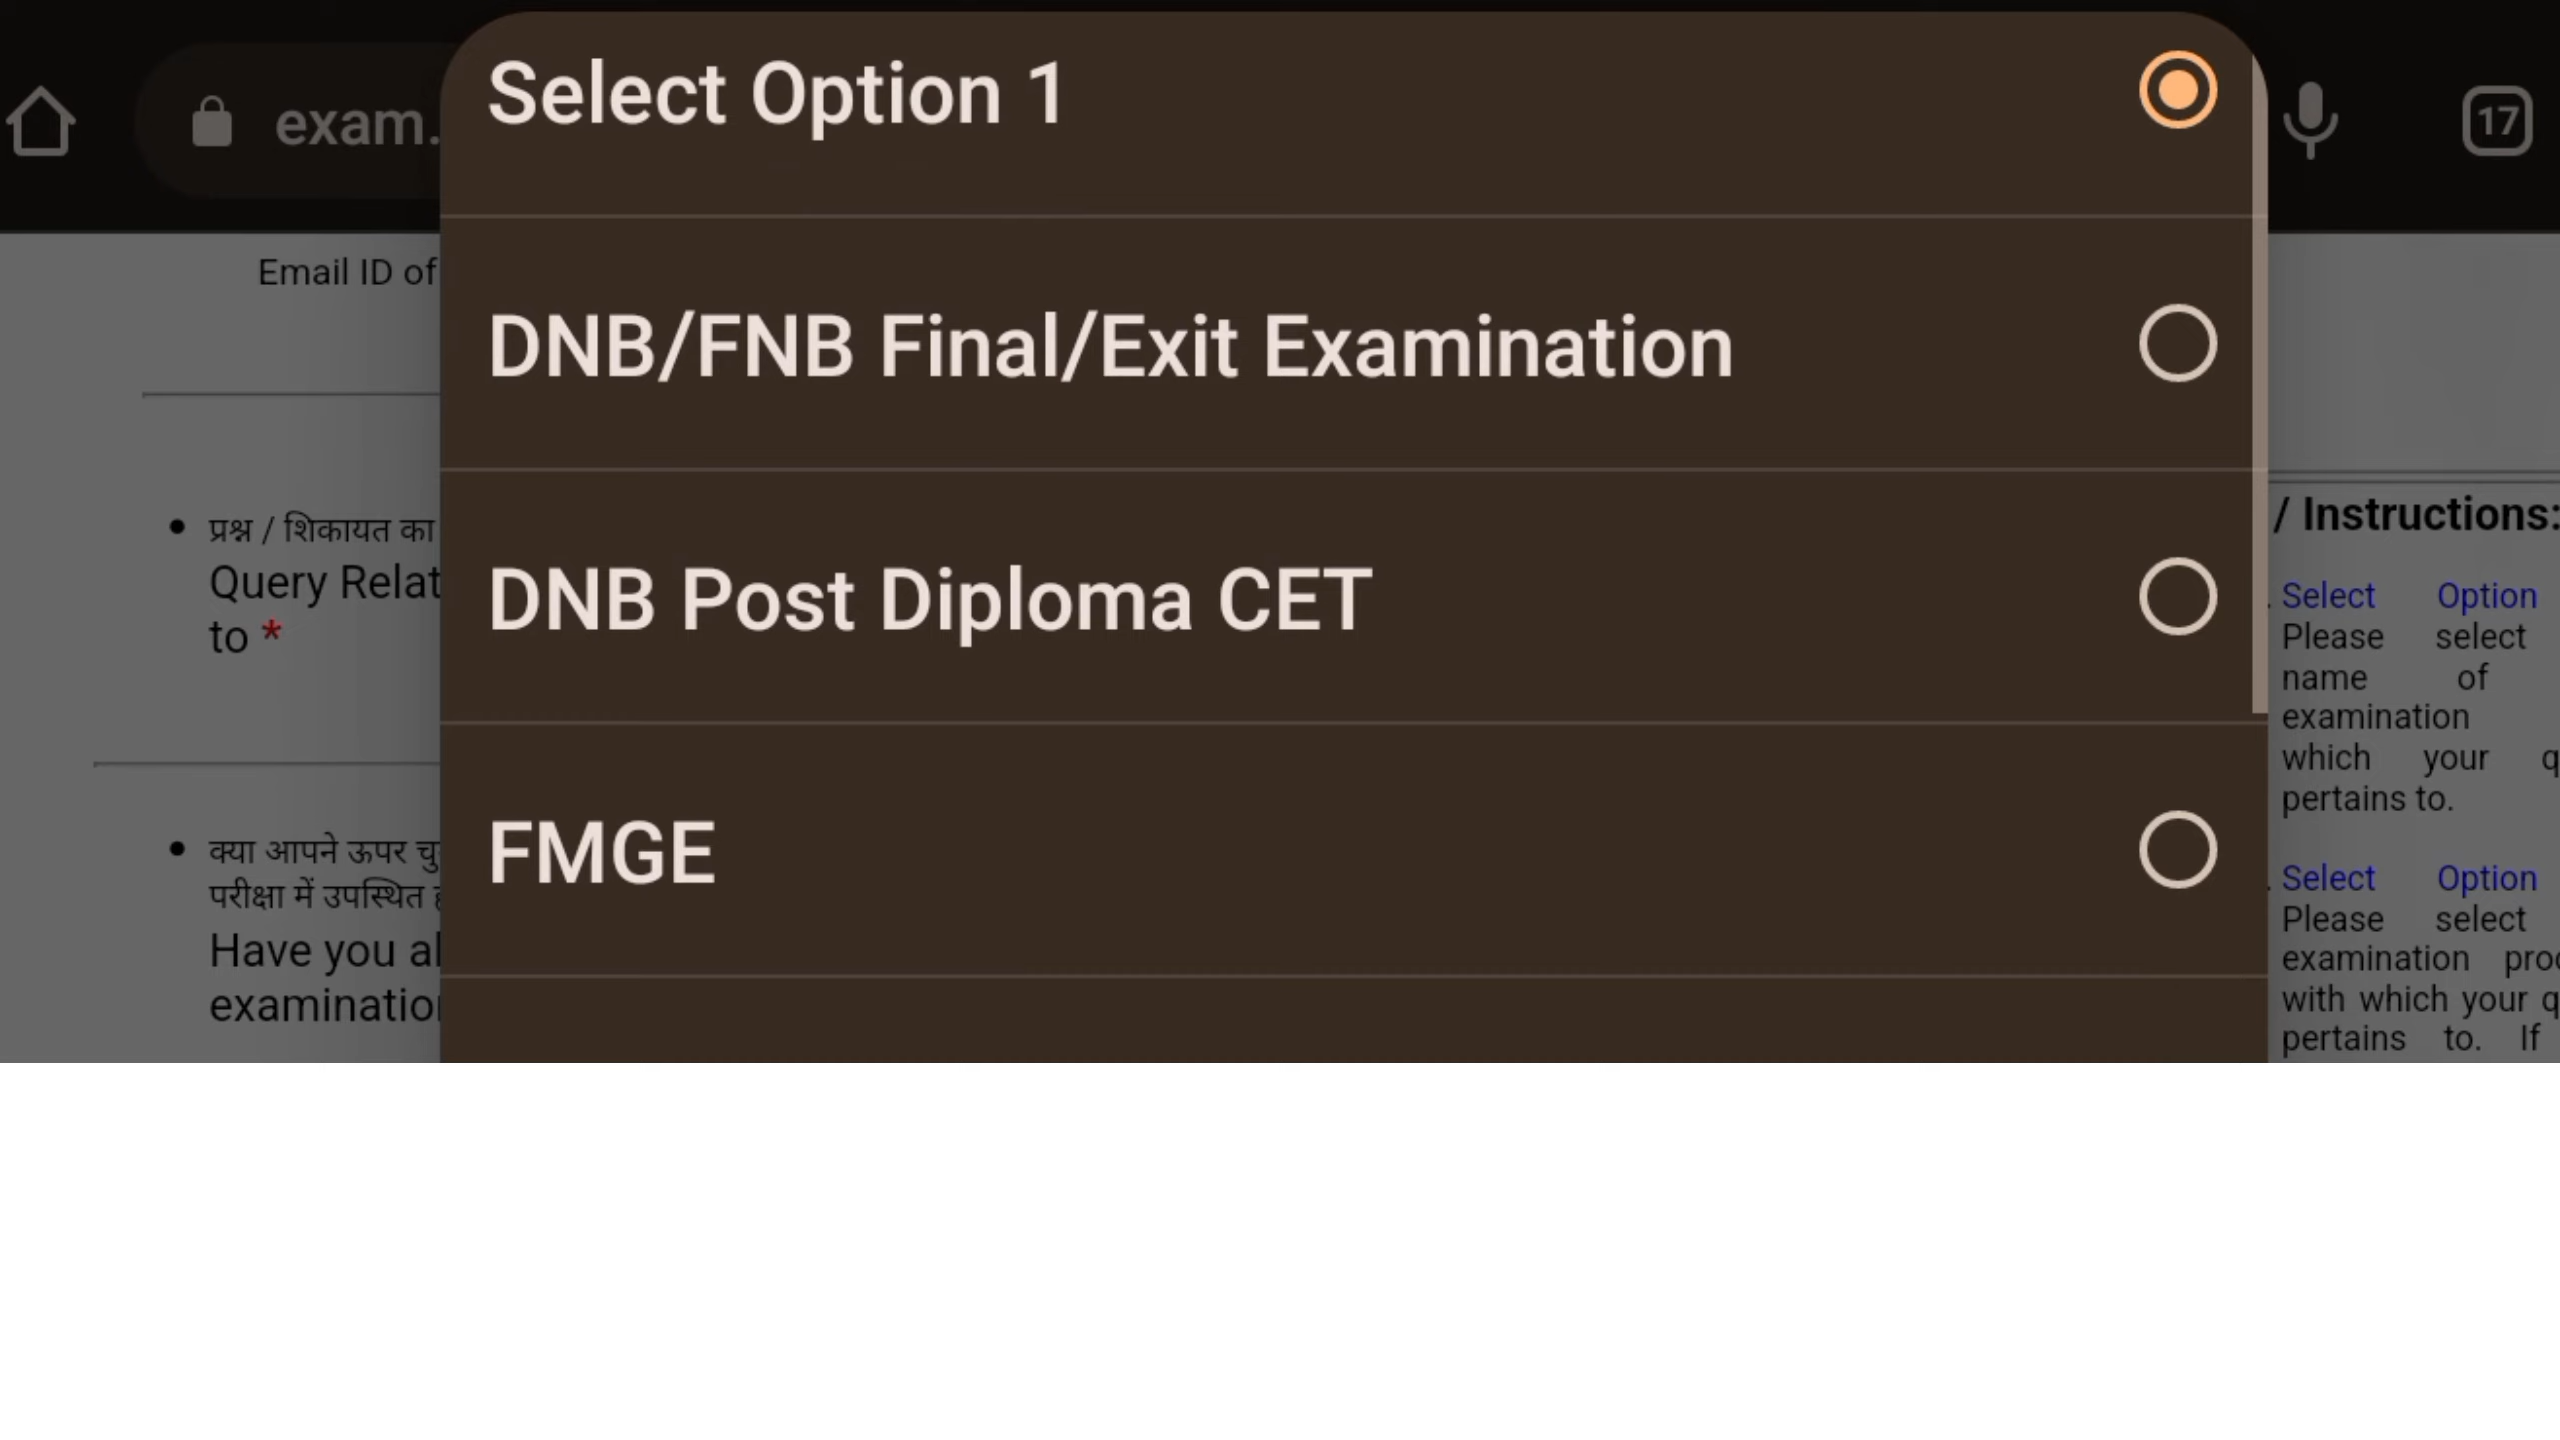 exam.
17
Select Option 1
DNB/FNB Final/Exit Examination
DNB Post Diploma CET
FMGE
Email ID of
प्रश्न / शिकायत का
Query Relat
to *
क्या आपने ऊपर चु
परीक्षा में उपस्थित
Have you al
examination
/ Instructions:
Select Option
Please select
name of
examination
which your q
pertains to.
Select Option
Please select
examination proc
with which your q
pertains to. If